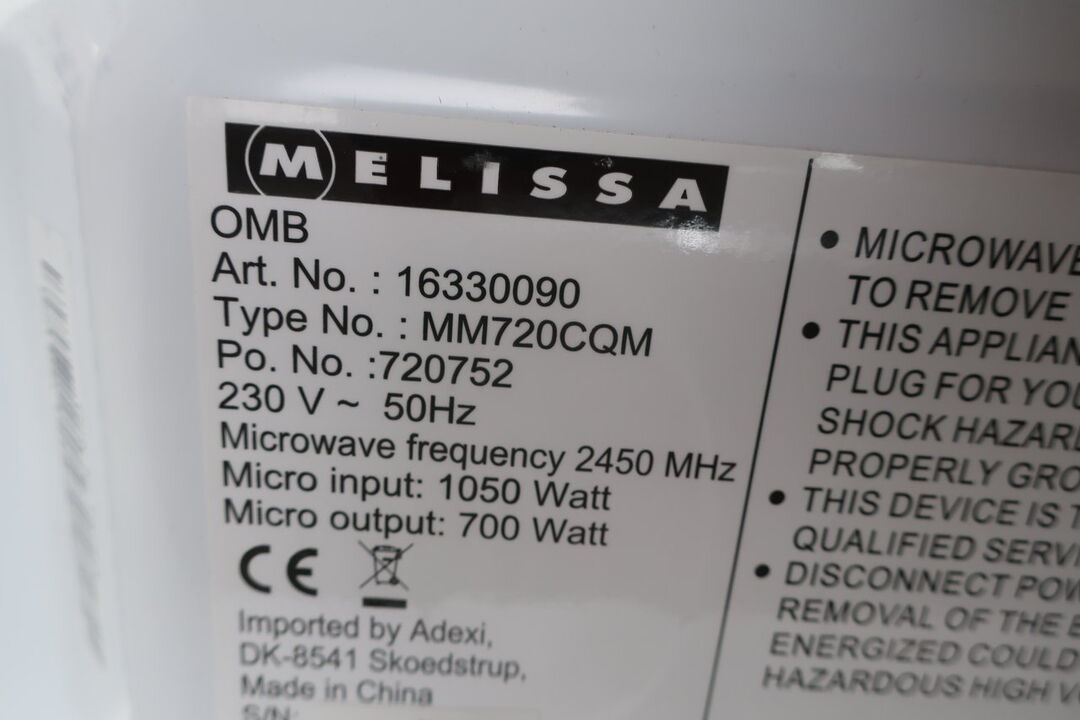 MELISSA
OMB
Art. No. : 16330090
Type No. : MM720CQM
Po. No. :720752
230 V ~ 50Hz
Microwave frequency 2450 MHz
Micro input: 1050 Watt
Micro output: 700 Watt
CE
Imported by Adexi,
DK-8541 Skoedstrup,
Made in China
S/N:
• MICROWAVE
TO REMOVE
• THIS APPLIAN
PLUG FOR YOU
SHOCK HAZARD
PROPERLY GRO
• THIS DEVICE IS T
QUALIFIED SERVI
• DISCONNECT POW
REMOVAL OF THE E
ENERGIZED COULD
HAZARDOUS HIGH V